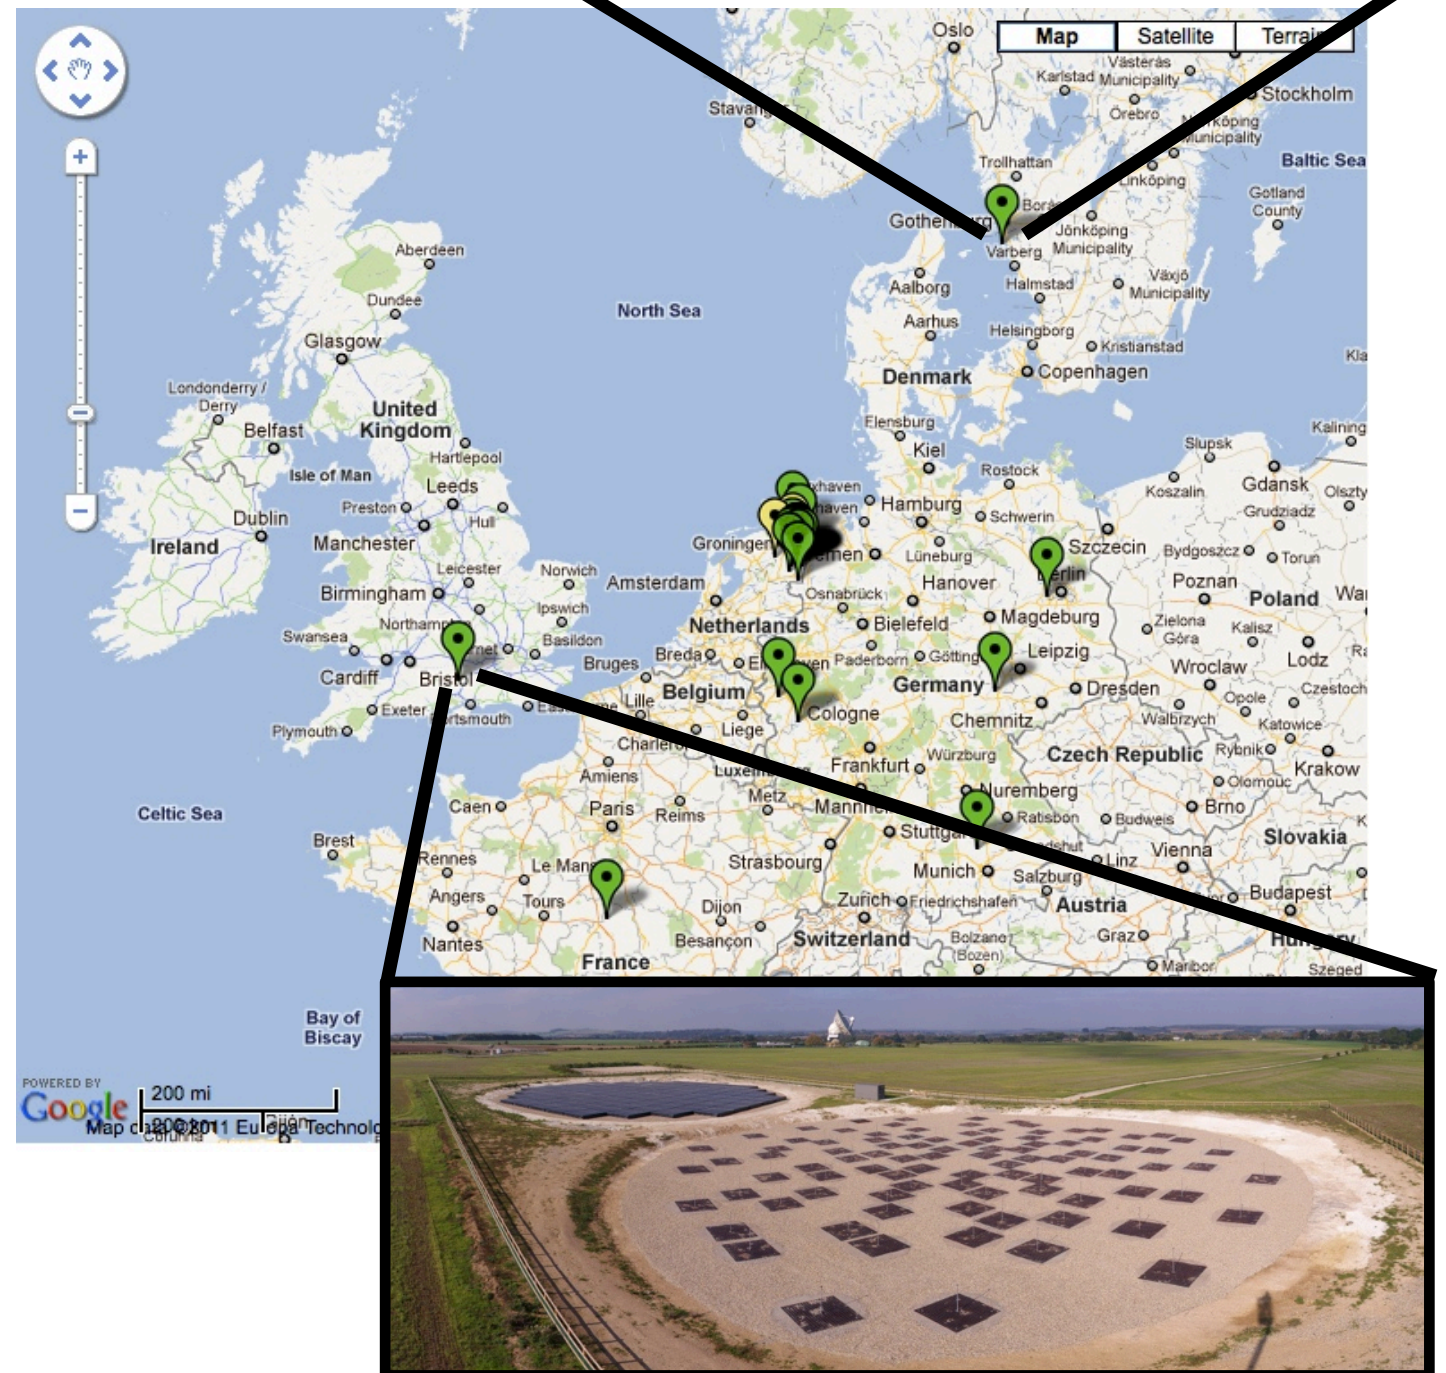 Oslo
Map
Satellite
Västerås
Municipality
Karlstad
Stockholm
Örebro
Municipality
Trollhattan
Linköping
Baltic Sea
Gotland
County
Jönköping
Municipality
Varberg
Aberdeen
Aalborg
Halmstad
Växjö
Municipality
Dundee
North Sea
Aarhus
Helsingborg
Kristianstad
Glasgow
Denmark
Copenhagen
Londonderry /
Derry
United
Kingdom
Belfast
Kiel
Hartlepool
Slupsk
Rostock
Isle of Man
Leeds
Koszalin
Gdansk
Preston
Hamburg
Grudziadz
Hull
Schwerin
Dublin
Manchester
Ireland
Groningen
Lüneburg
Szczecin
Bydgoszcz
Torun
Leicester
Norwich
Amsterdam
Hanover
Poznan
Birmingham
Osnabrück
Poland
Ipswich
Magdeburg
Netherlands
Bielefeld
Zielona
Góra
Kalisz
Swansea
Basildon
Breda
Paderborn
Leipzig
Lodz
Bruges
Wroclaw
Cardiff
Bristol
Belgium
Germany
Dresden
Opole
Exeter
Lille
Cologne
Chemnitz
Walbrzych
Katowice
Plymouth
Liege
Würzburg
Czech Republic
Rybnik
Frankfurt
Krakow
Amiens
Olomouc
Metz
Nuremberg
Caen
Paris
Reims
Brno
Celtic Sea
Ratisbon
Budweis
Slovakia
Brest
Rennes
Strasbourg
Linz
Vienna
Le Mans
Munich
Salzburg
Angers
Tours
Dijon
Zurich
Friedrichshafen
Austria
Budapest
Nantes
Besançon
Switzerland
Bolzano
(Bozen)
Graz
France
Maribor
Szeged
Bay of
Biscay
POWERED BY
Google
200 mi